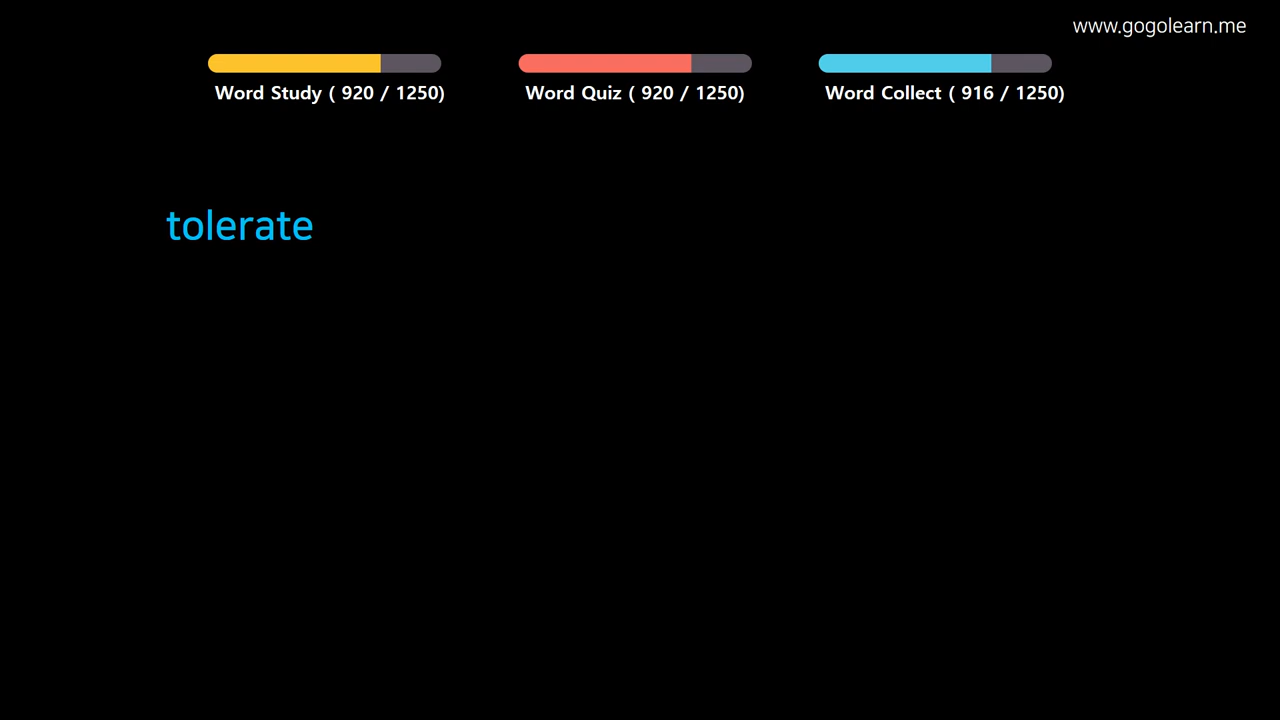 www.gogolearn.me
Word Study ( 920 / 1250)
Word Quiz ( 920 / 1250)
Word Collect ( 916 / 1250)
tolerate